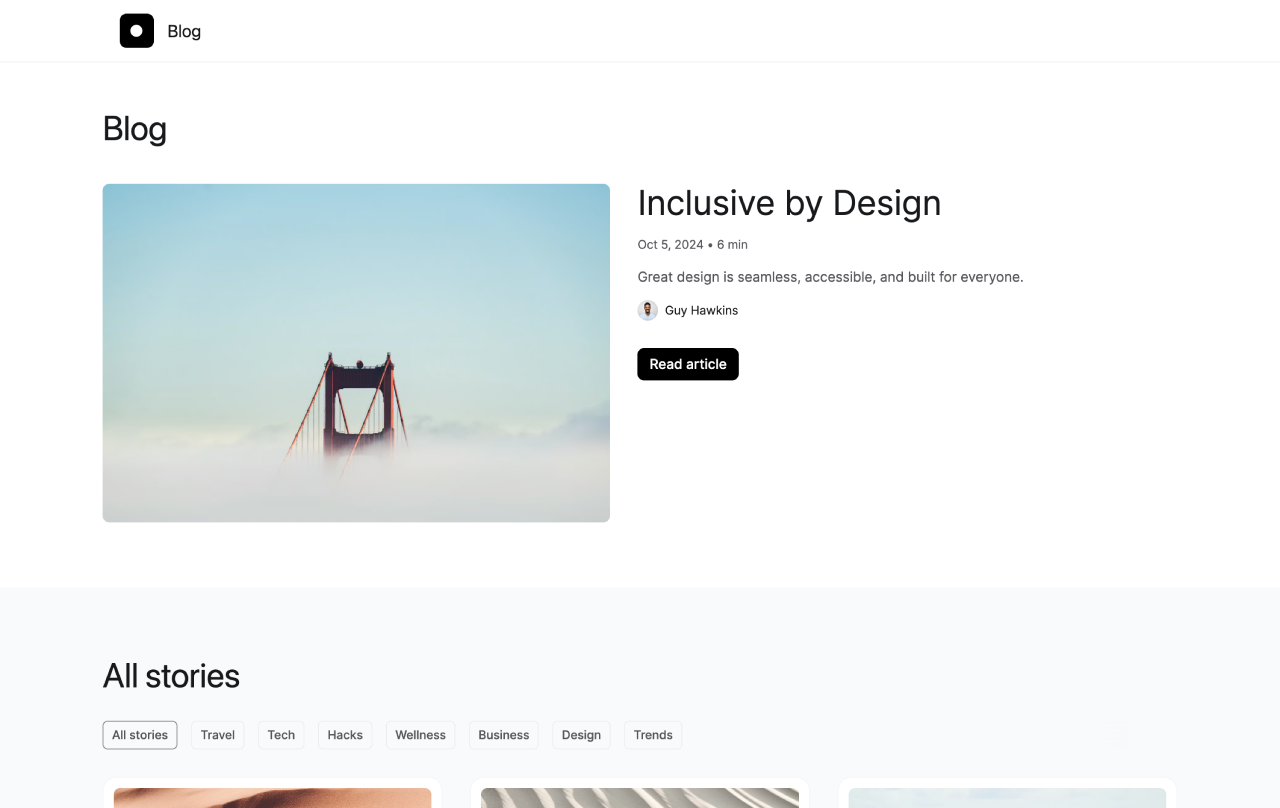 Blog
Blog
Inclusive by Design
Oct 5, 2024 • 6 min
Great design is seamless, accessible, and built for everyone.
Guy Hawkins
Read article
All stories
All stories Travel Tech Hacks Wellness Business Design Trends